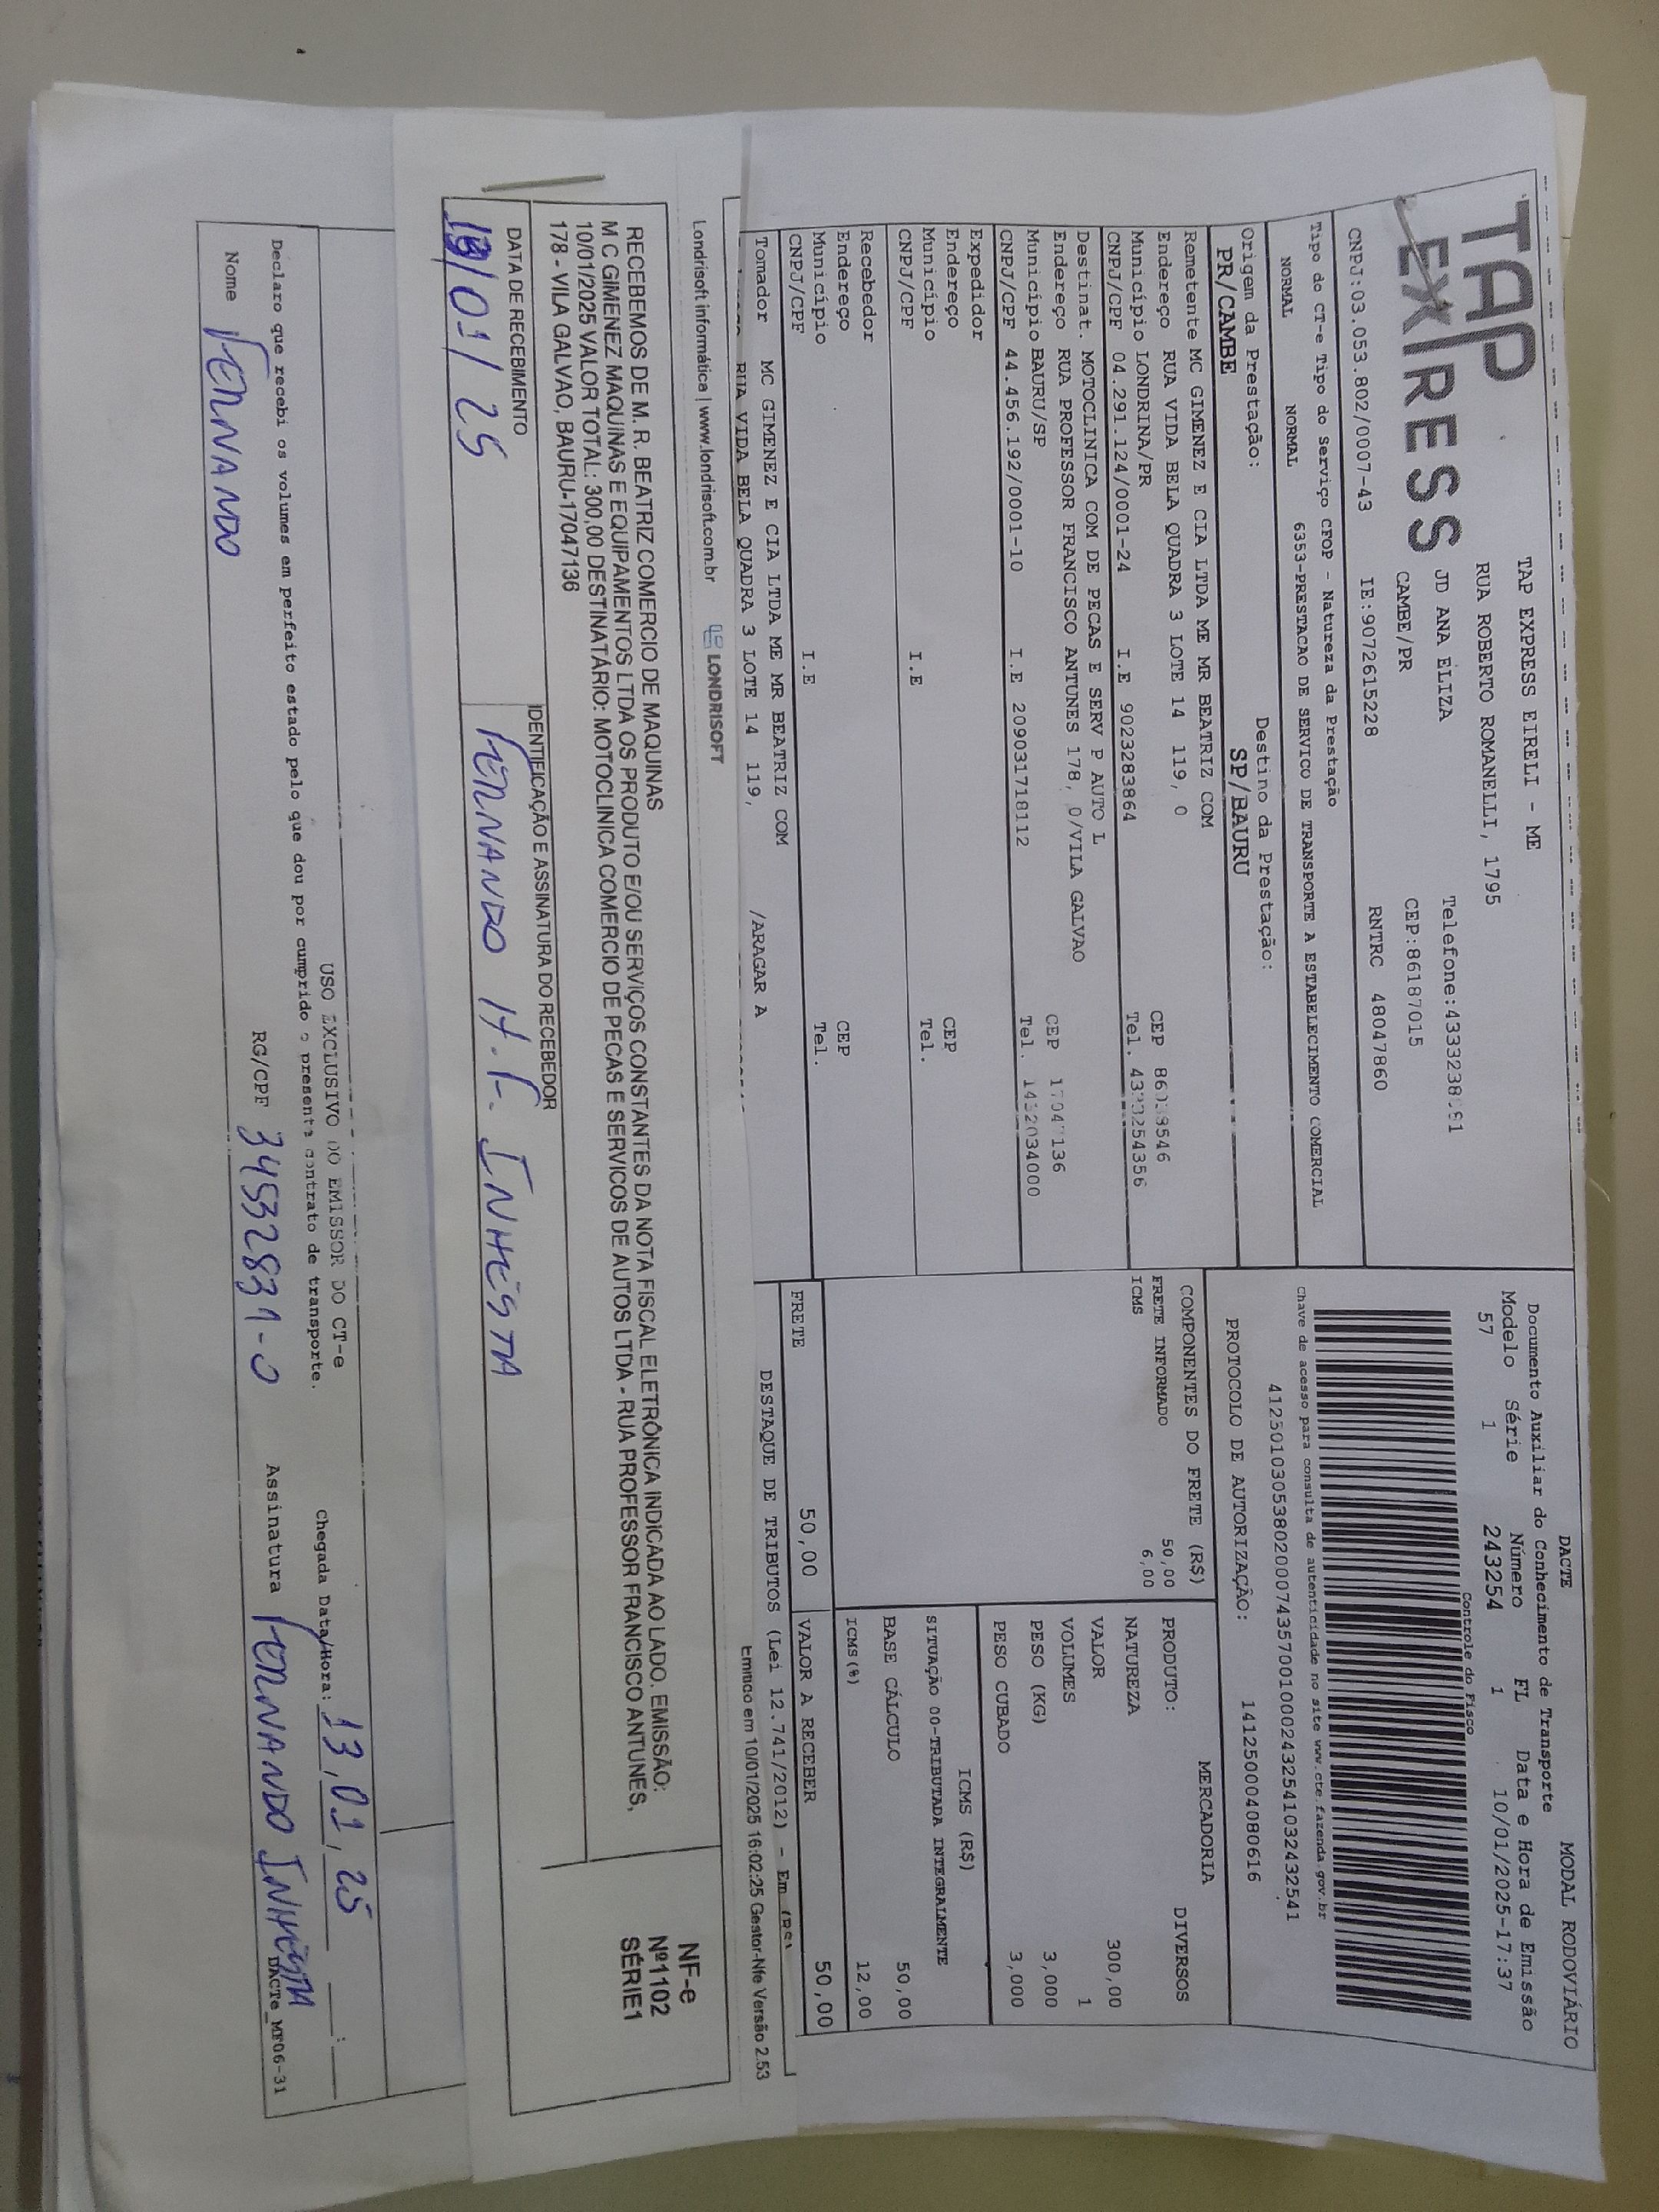 TAP
EXPRESS
TAP EXPRESS EIRELI - ME
RUA ROBERTO ROMANELLI, 1795
JD ANA ELIZA
CAMBE/PR
CEP:86187015
CNPJ:03.053.802/0007-43 IE:9072615228 RNTRC 48047860
Tipo do CT-e Tipo do Serviço CFOP - Natureza da Prestação
NORMAL NORMAL 6353-PRESTACAO DE SERVICO DE TRANSPORTE A ESTABELECIMENTO COMERCIAL
Origem da Prestação: Destino da Prestação:
PR/CAMBE SP/BAURU
Remetente MC GIMENEZ E CIA LTDA ME MR BEATRIZ COM
Endereço RUA VIDA BELA QUADRA 3 LOTE 14 119, 0
Município LONDRINA/PR CEP
CNPJ/CPF 04.291.124/0001-24 I.E 9023283864 Tel. 4333254356
Destinat. MOTOCLINICA COM DE PECAS E SERV P AUTO L
Endereço RUA PROFESSOR FRANCISCO ANTUNES 178, 0/VILA GALVAO
Município BAURU/SP CEP 17047136
CNPJ/CPF 44.456.192/0001-10 I.E 209031718112 Tel. 1432034000
Expedidor
Endereço
Município CEP
CNPJ/CPF I.E Tel.
Recebedor
Endereço
Município CEP
CNPJ/CPF I.E Tel.
Tomador MC GIMENEZ E CIA LTDA ME MR BEATRIZ COM
RUA VIDA BELA QUADRA 3 LOTE 14 119, /ARAGAR A
DACTE MODAL RODOVIÁRIO
Documento Auxiliar do Conhecimento de Transporte
Modelo Série Número FL Data e Hora de Emissão
57 1 243254 1 10/01/2025-17:37
Controle do Fisco
Chave de acesso para consulta de autenticidade no site www.cte.fazenda.gov.br
41250103053802000743570010002432541032432541
PROTOCOLO DE AUTORIZAÇÃO: 141250004080616
COMPONENTES DO FRETE (R$)
FRETE INFORMADO 50,00
ICMS 6,00
MERCADORIA
PRODUTO: DIVERSOS
NATUREZA
VALOR 300,00
VOLUMES 1
PESO (KG) 3,000
PESO CUBADO 3,000
ICMS (R$)
SITUAÇÃO 00-TRIBUTADA INTEGRALMENTE
BASE CÁLCULO 50,00
ICMS(%) 12,00
FRETE 50,00 VALOR A RECEBER 50,00
DESTAQUE DE TRIBUTOS (Lei 12.741/2012) - Em (R$)
Emitido em 10/01/2025 16:02:25 Gestor-Nfe Versão 2.53
Londrisoft informática | www.londrisoft.com.br LONDRISOFT
RECEBEMOS DE M. R. BEATRIZ COMERCIO DE MAQUINAS
M C GIMENEZ MAQUINAS E EQUIPAMENTOS LTDA OS PRODUTO E/OU SERVIÇOS CONSTANTES DA NOTA FISCAL ELETRÔNICA INDICADA AO LADO. EMISSÃO:
10/01/2025 VALOR TOTAL: 300,00 DESTINATÁRIO: MOTOCLINICA COMERCIO DE PECAS E SERVICOS DE AUTOS LTDA - RUA PROFESSOR FRANCISCO ANTUNES,
178 - VILA GALVAO, BAURU-17047136
NF-e
Nº1102
SÉRIE1
DATA DE RECEBIMENTO IDENTIFICAÇÃO E ASSINATURA DO RECEBEDOR
/01/25 FERNANDO H.F. INHESTA
USO EXCLUSIVO DO EMISSOR DO CT-e
Chegada Data/Hora: 13,01,25 :
Declaro que recebi os volumes em perfeito estado pelo que dou por cumprido o presente contrato de transporte.
Nome FERNANDO RG/CPF 34532831-0 Assinatura FERNANDO INHESTA
DACTe_MF06-31